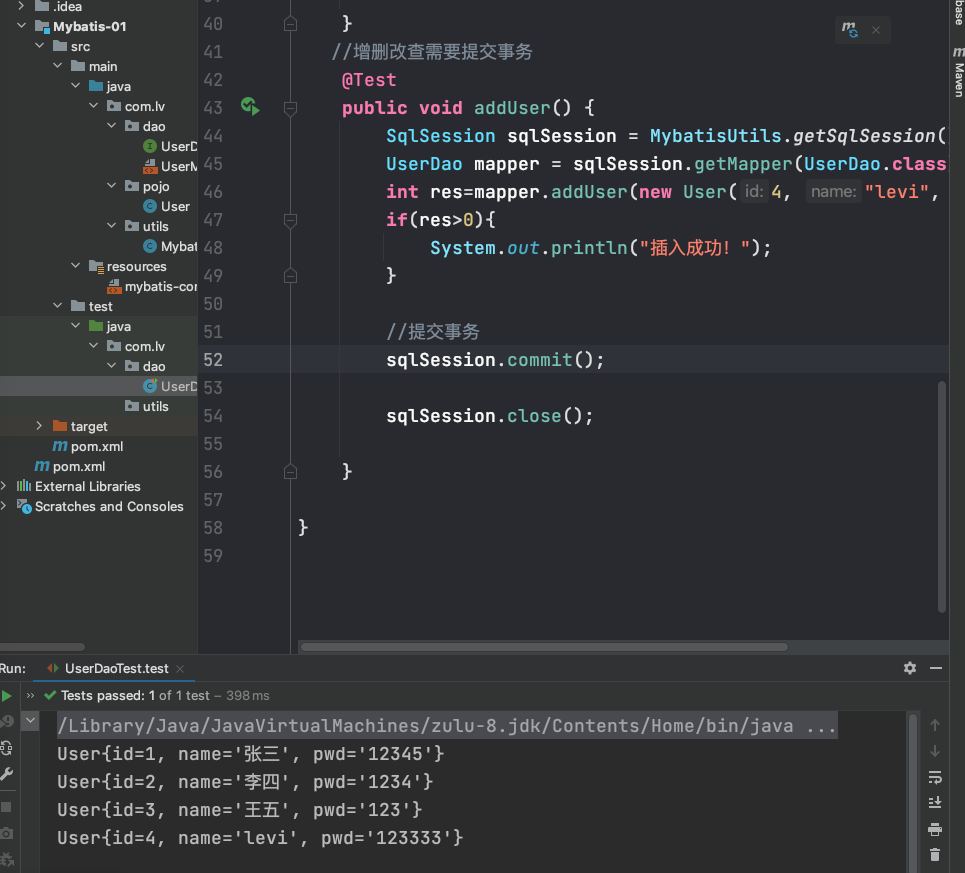 .idea
Mybatis-01
src
main
java
com.lv
dao
UserD
UserM
pojo
User
utils
Mybat
resources
mybatis-cor
test
java
com.lv
dao
UserD
utils
target
pom.xml
pom.xml
External Libraries
Scratches and Consoles
40 }
41 //增删改查需要提交事务
42 @Test
43 public void addUser() {
44 SqlSession sqlSession = MybatisUtils.getSqlSession(
45 UserDao mapper = sqlSession.getMapper(UserDao.class
46 int res=mapper.addUser(new User( id: 4, name: "levi",
47 if(res>0){
48 System.out.println("插入成功！");
49 }
50
51 //提交事务
52 sqlSession.commit();
53
54 sqlSession.close();
55
56 }
57
58 }
59
base
Maven
Run: UserDaoTest.test
Tests passed: 1 of 1 test – 398 ms
/Library/Java/JavaVirtualMachines/zulu-8.jdk/Contents/Home/bin/java ...
User{id=1, name='张三', pwd='12345'}
User{id=2, name='李四', pwd='1234'}
User{id=3, name='王五', pwd='123'}
User{id=4, name='levi', pwd='123333'}